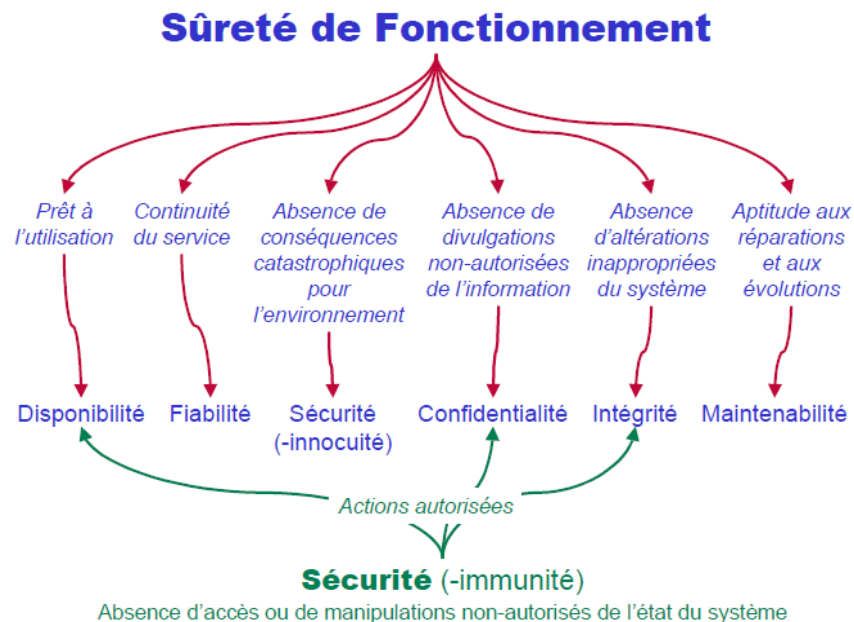 Sûreté de Fonctionnement
Prêt à
l'utilisation
Continuité
du service
Absence de
conséquences
catastrophiques
pour
l'environnement
Absence de
divulgations
non-autorisées
de l'information
Absence
d'altérations
inappropriées
du système
Aptitude aux
réparations
et aux
évolutions
Disponibilité
Fiabilité
Sécurité
(-innocuité)
Confidentialité
Intégrité
Maintenabilité
Actions autorisées
Sécurité (-immunité)
Absence d'accès ou de manipulations non-autorisés de l'état du système